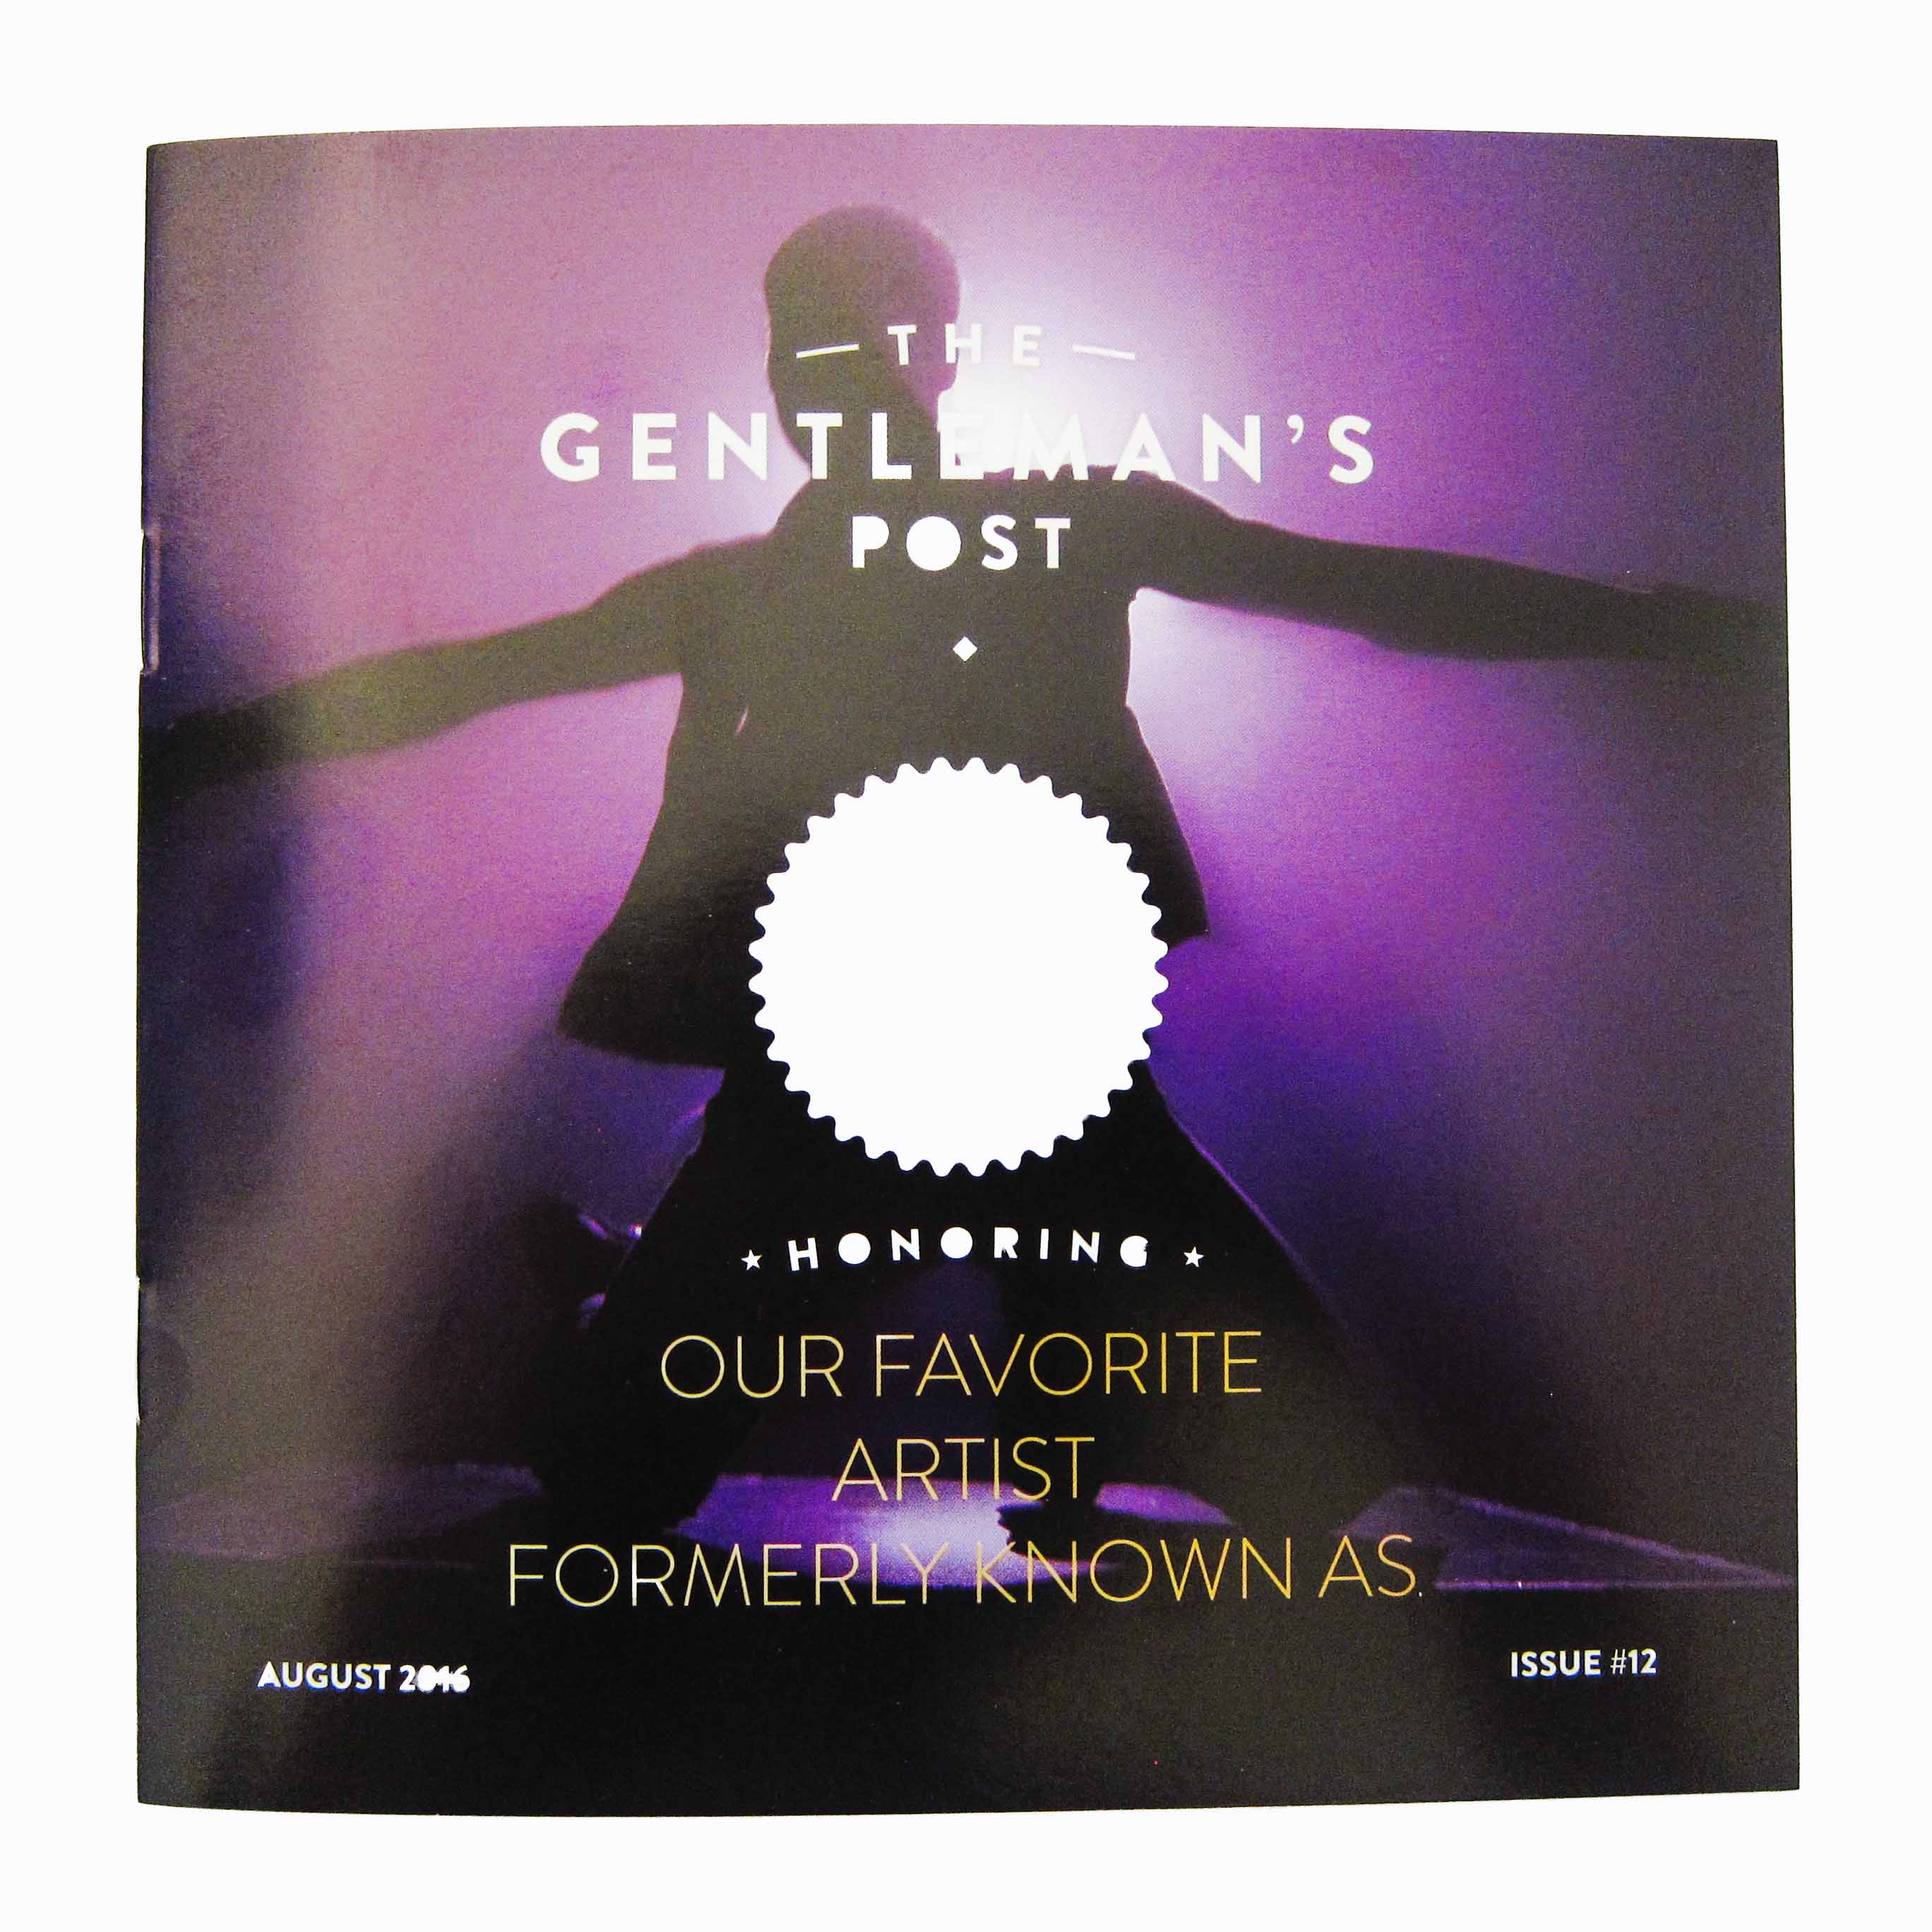 — THE —
GENTLEMAN'S
POST
HONORING
OUR FAVORITE
ARTIST
FORMERLY KNOWN AS.
AUGUST 2016
ISSUE #12